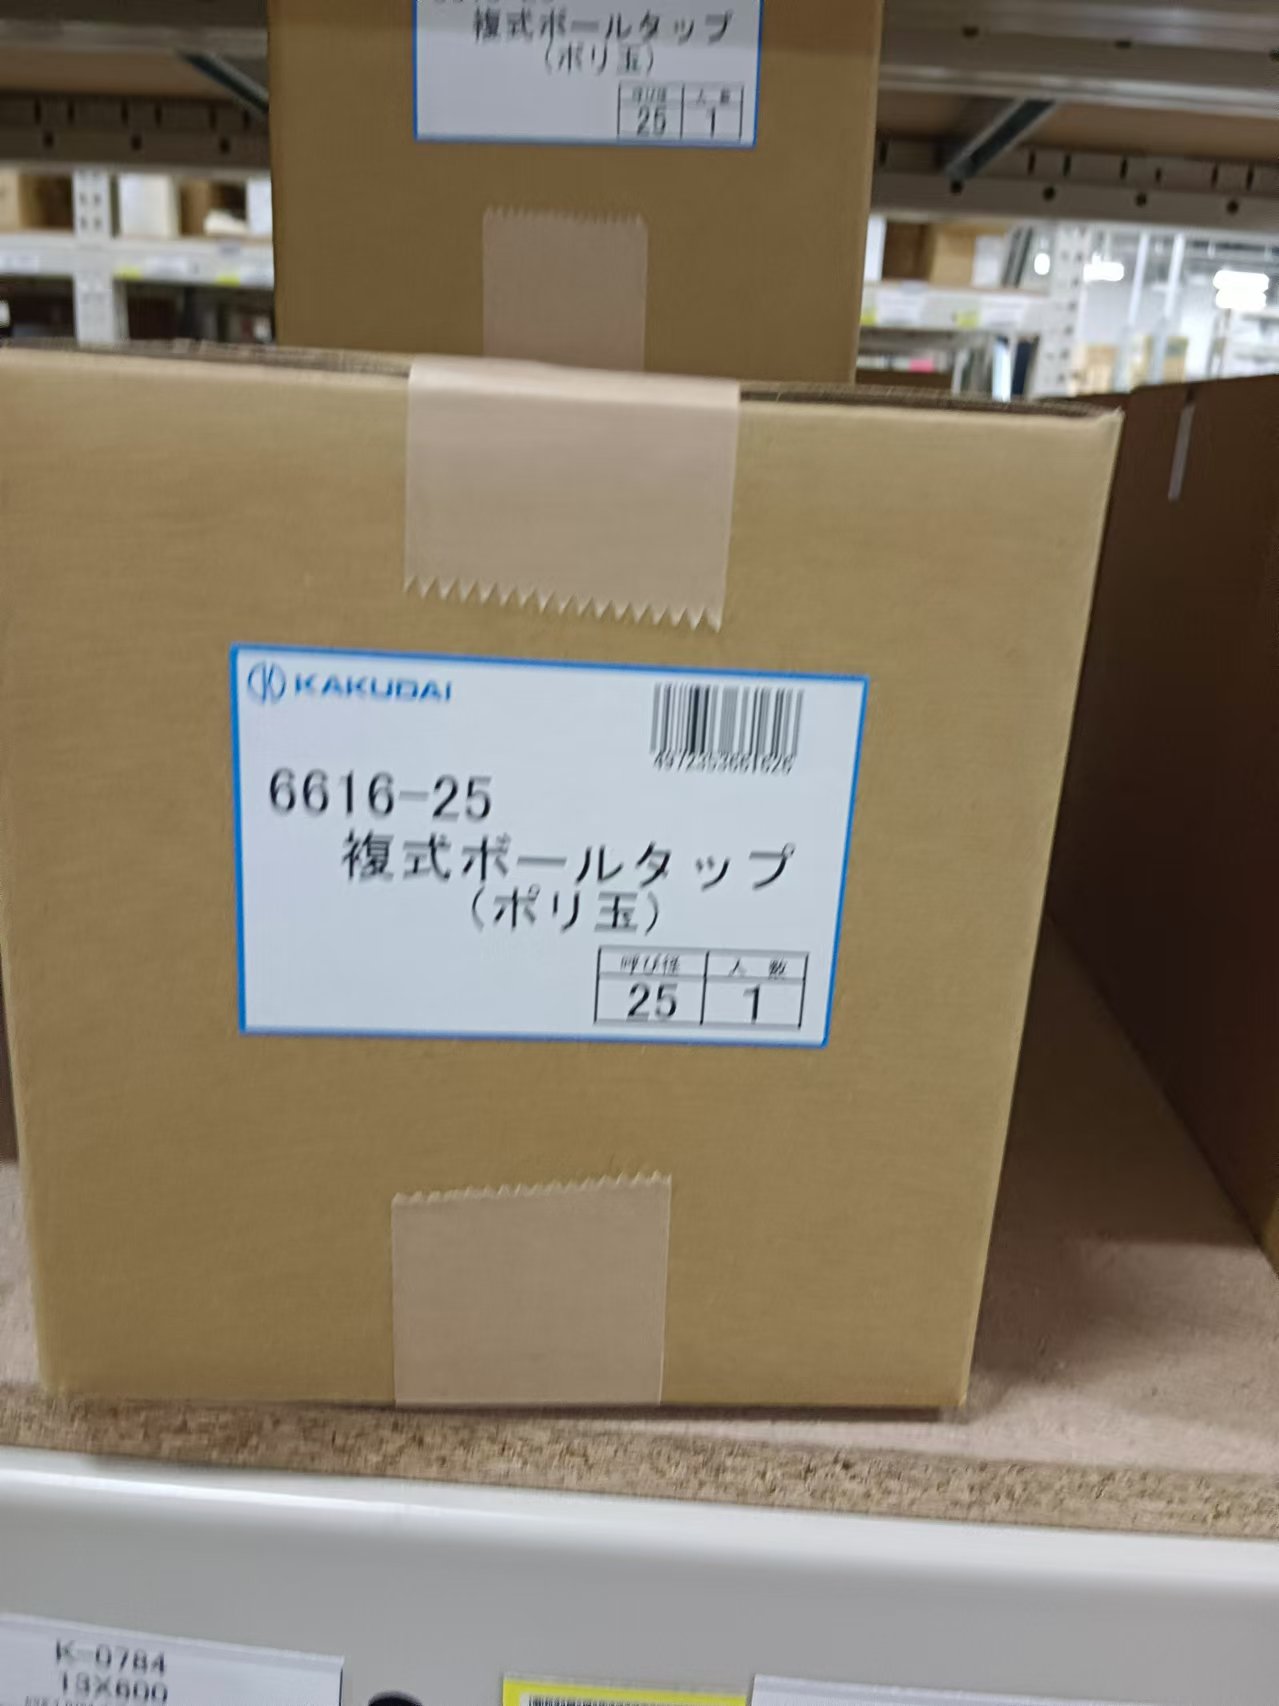 複式ボールタップ
(ポリ玉)
25 1
KAKUDAI
4972353661626
6616-25
複式ボールタップ
(ポリ玉)
呼び径 入 数
25 1
K-0784
13X600